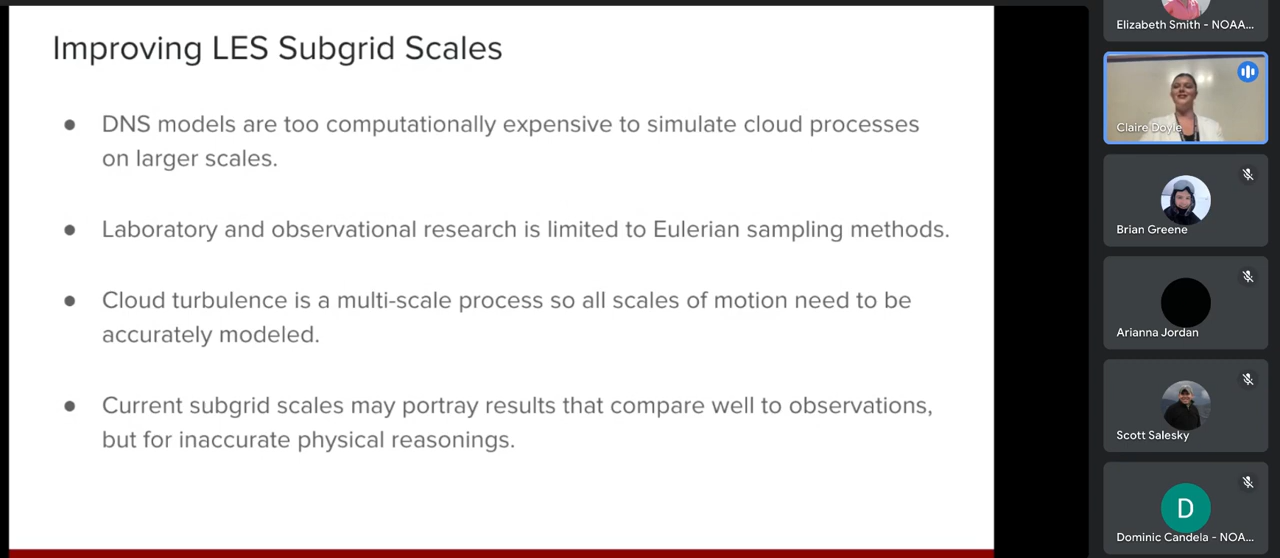 Improving LES Subgrid Scales
● DNS models are too computationally expensive to simulate cloud processes
on larger scales.
● Laboratory and observational research is limited to Eulerian sampling methods.
● Cloud turbulence is a multi-scale process so all scales of motion need to be
accurately modeled.
● Current subgrid scales may portray results that compare well to observations,
but for inaccurate physical reasonings.
Elizabeth Smith - NOAA...
Claire Doyle
Brian Greene
Arianna Jordan
Scott Salesky
D
Dominic Candela - NOA...